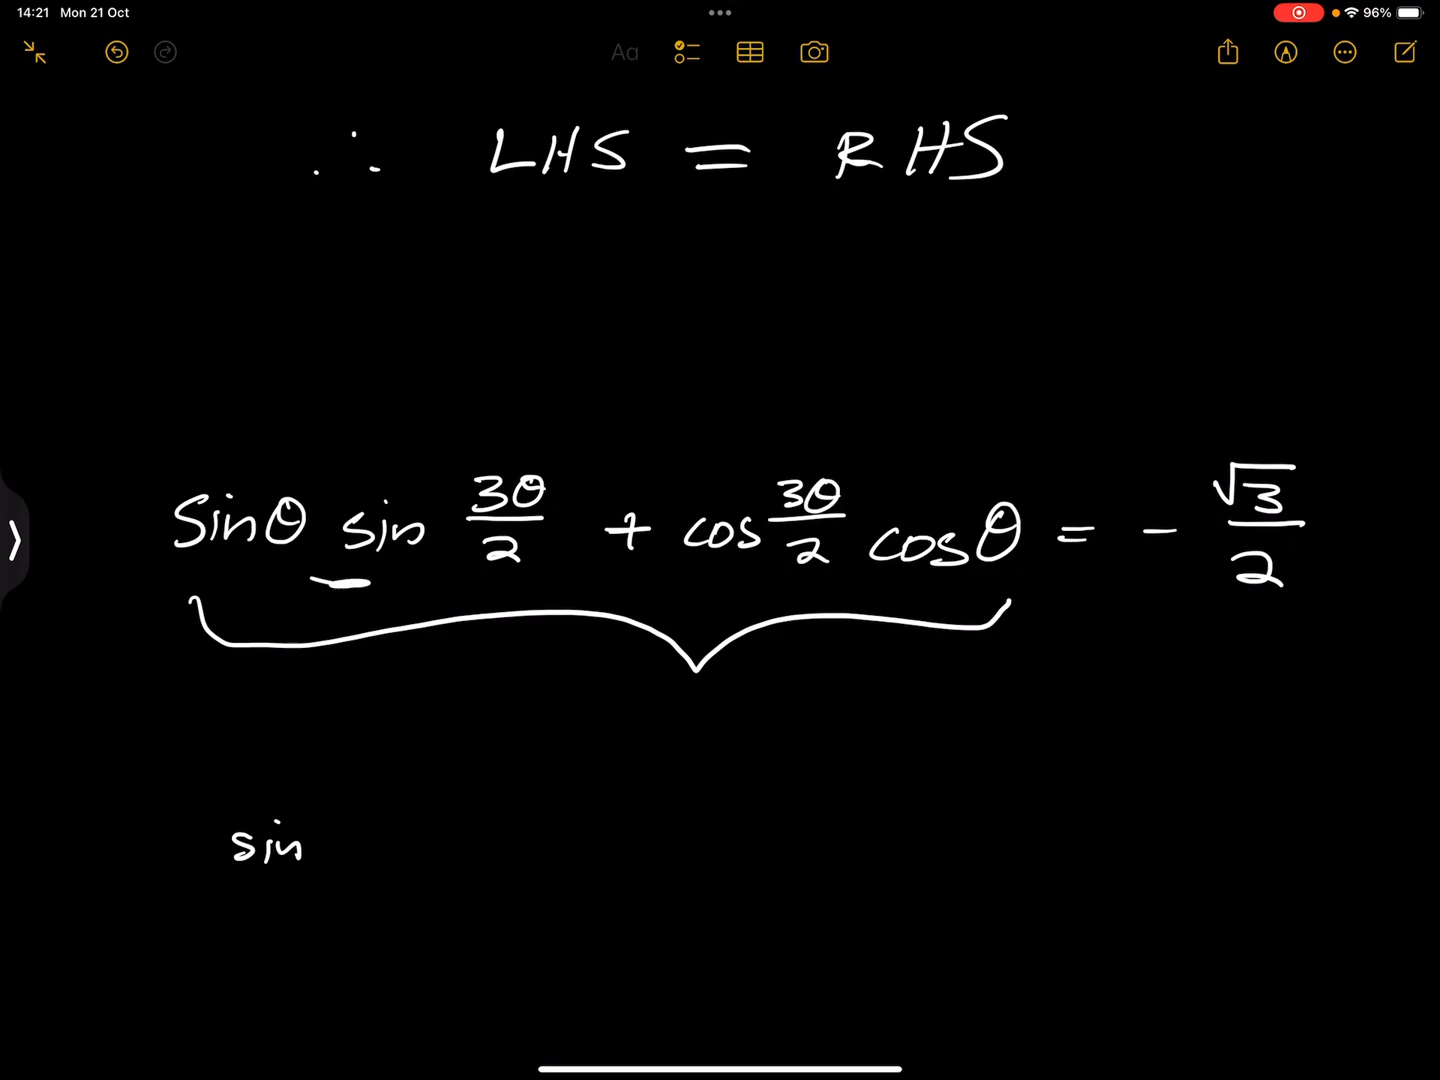 14:21 Mon 21 Oct 96%
Aa
∴ LHS = RHS
sinθ sin 3θ/2 + cos 3θ/2 cosθ = - √3/2
sin